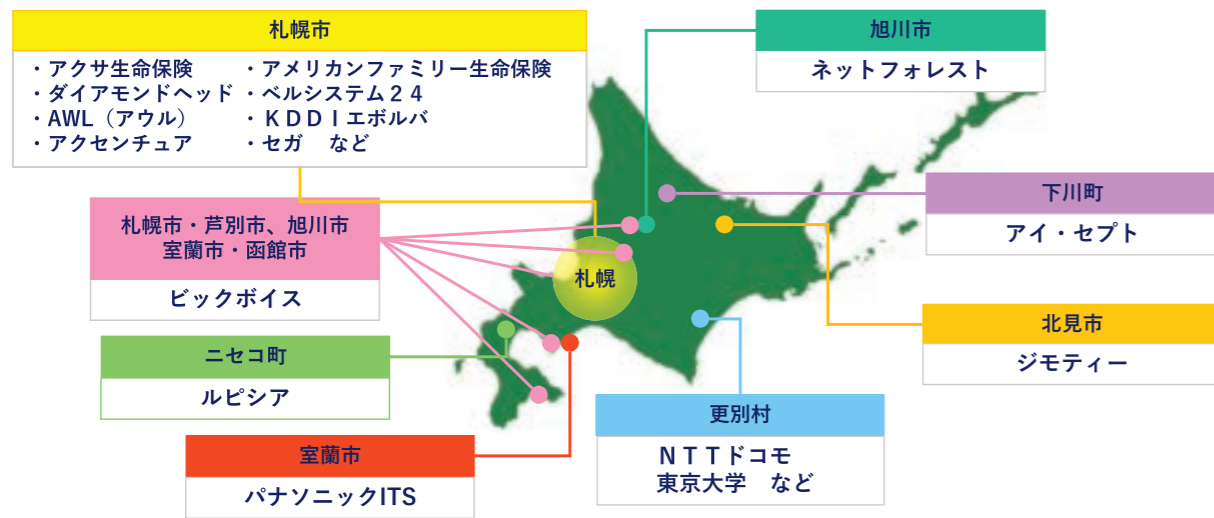 札幌市
・アクサ生命保険
・ダイアモンドヘッド
・AWL（アウル）
・アクセンチュア
・アメリカンファミリー生命保険
・ベルシステム２４
・ＫＤＤＩエボルバ
・セガ　など
旭川市
ネットフォレスト
下川町
アイ・セプト
札幌市・芦別市、旭川市
室蘭市・函館市
ビックボイス
札幌
北見市
ジモティー
ニセコ町
ルピシア
更別村
ＮＴＴドコモ
東京大学　など
室蘭市
パナソニックITS